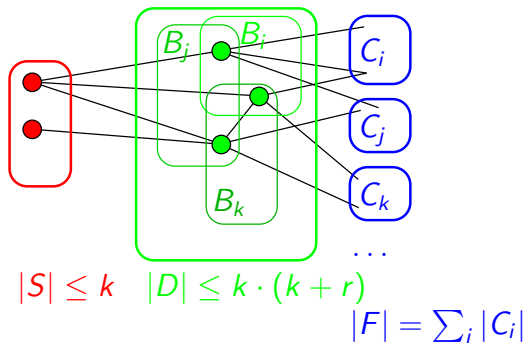 B_j
B_i
C_i
C_j
B_k
C_k
...
|S| ≤ k
|D| ≤ k · (k + r)
|F| = ∑_i |C_i|